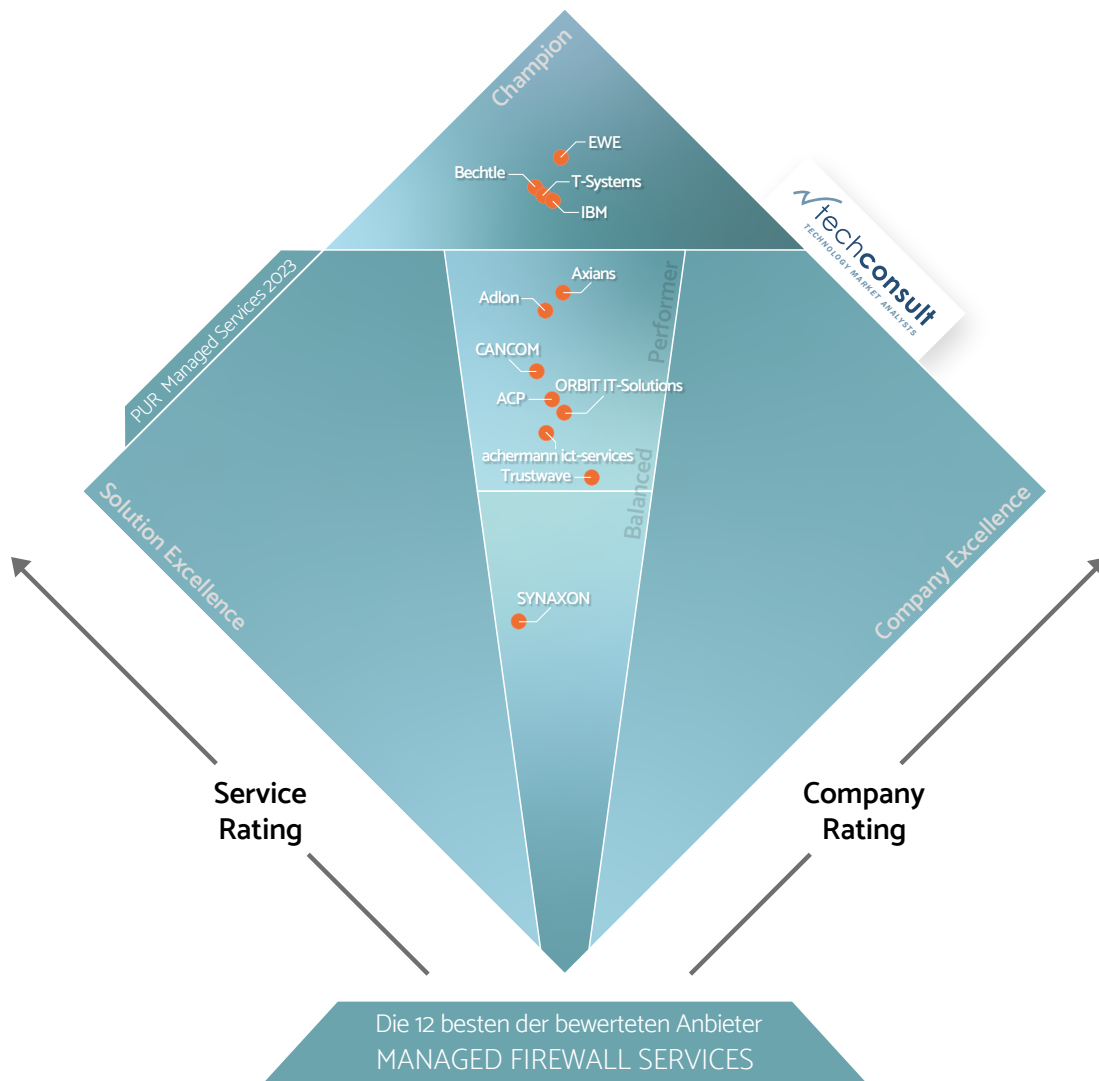 Champion
EWE
Bechtle
T-Systems
IBM
techconsult
TECHNOLOGY MARKET ANALYSTS
PUR Managed Services 2023
Axians
Adlon
Performer
CANCOM
ORBIT IT-Solutions
ACP
achermann ict-services
Trustwave
Balanced
Solution Excellence
Company Excellence
SYNAXON
Service
Rating
Company
Rating
Die 12 besten der bewerteten Anbieter
MANAGED FIREWALL SERVICES